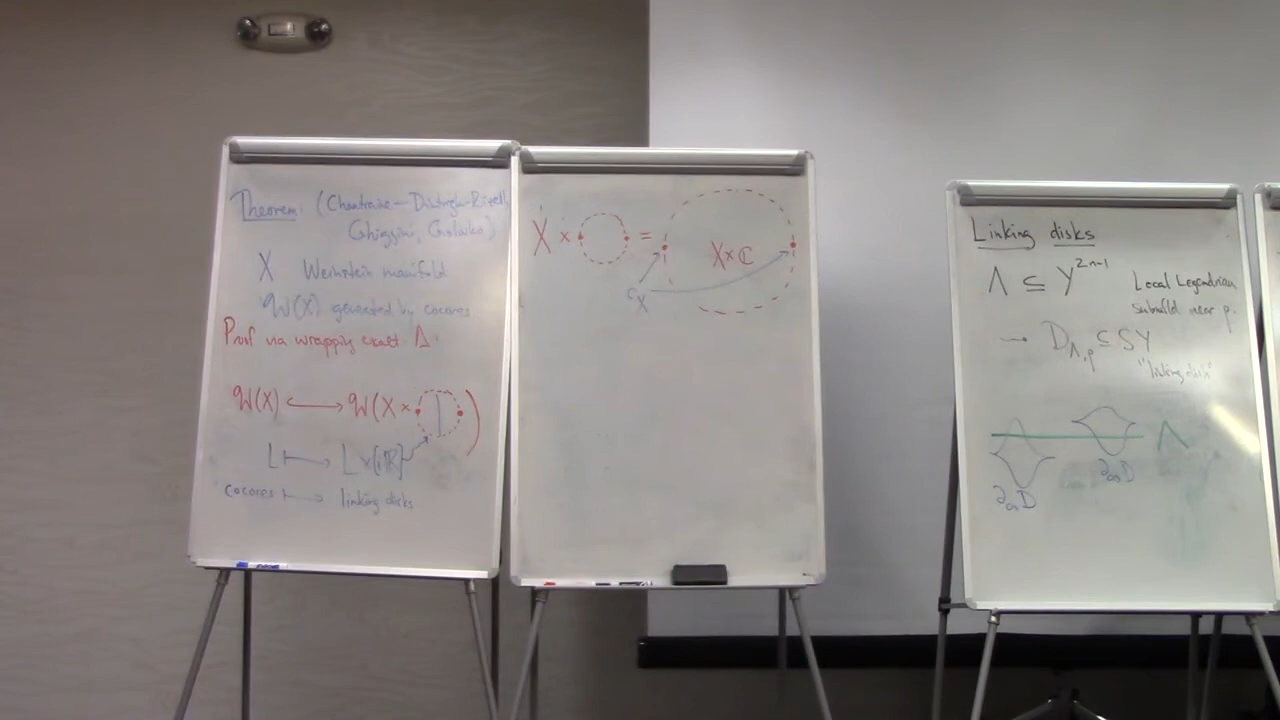 Theorem: (Chantraine – Dimitroglou-Rizell
Ghiggini, Golovko)
X Weinstein manifold
W(X) generated by cocores
Proof via wrapping exact Δ:
W(X) ↪ W(X ×
L ↦ L × iℝ
cocores ↦ linking disks
X × =
X × ℂ
c_X
Linking disks
Λ ⊆ Y^{2n-1} Local Legendrian
submfld near p.
→ D_{Λ,p} ⊆ SY
"linking disk"
Λ
∂_∞D
∂_∞D